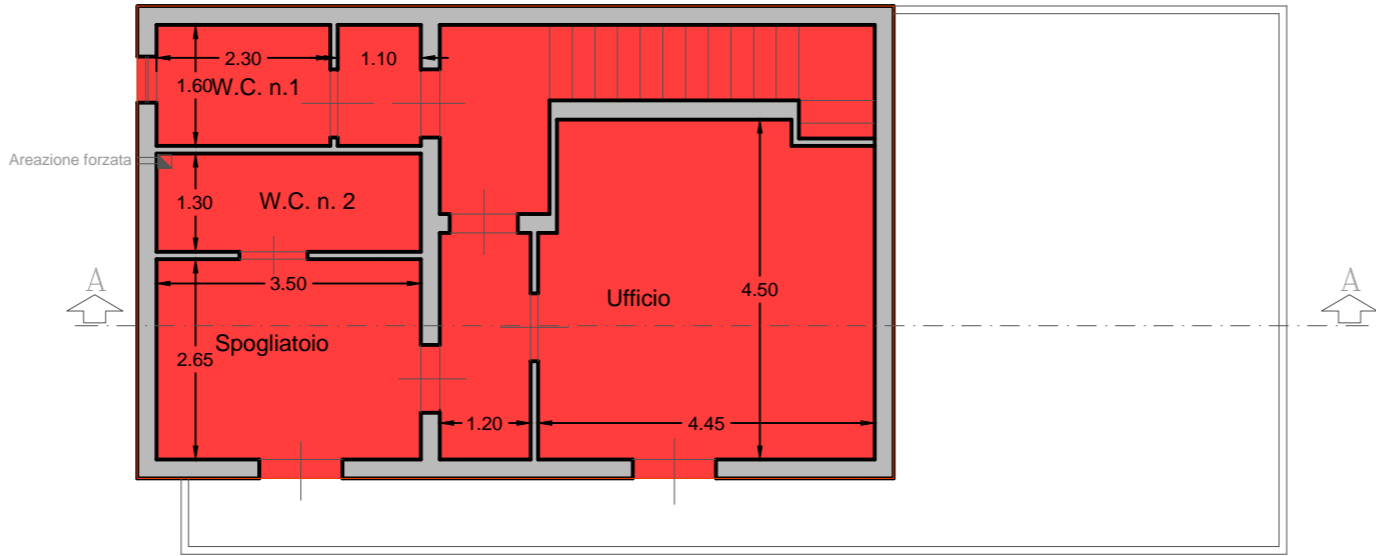 2.30
1.10
1.60
W.C. n.1
Areazione forzata
1.30
W.C. n. 2
3.50
A
Ufficio
4.50
A
2.65
Spogliatoio
1.20
4.45